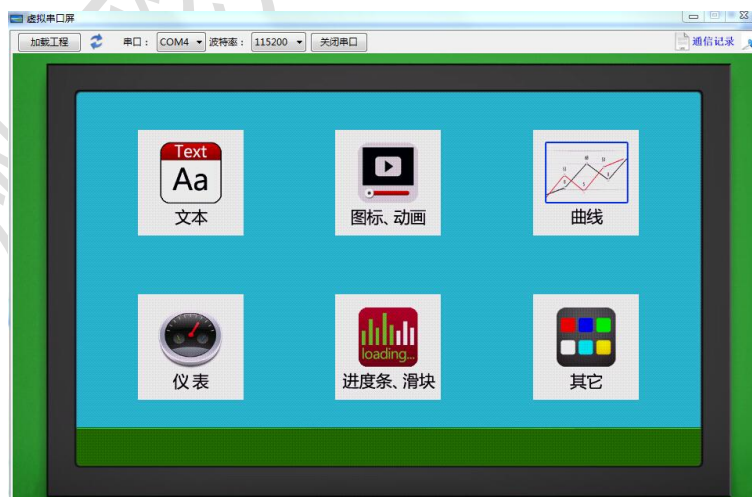 虚拟串口屏
加载工程 串口： COM4 波特率： 115200 关闭串口 通信记录
Text
Aa
文本 图标、动画 曲线
loading...
仪表 进度条、滑块 其它